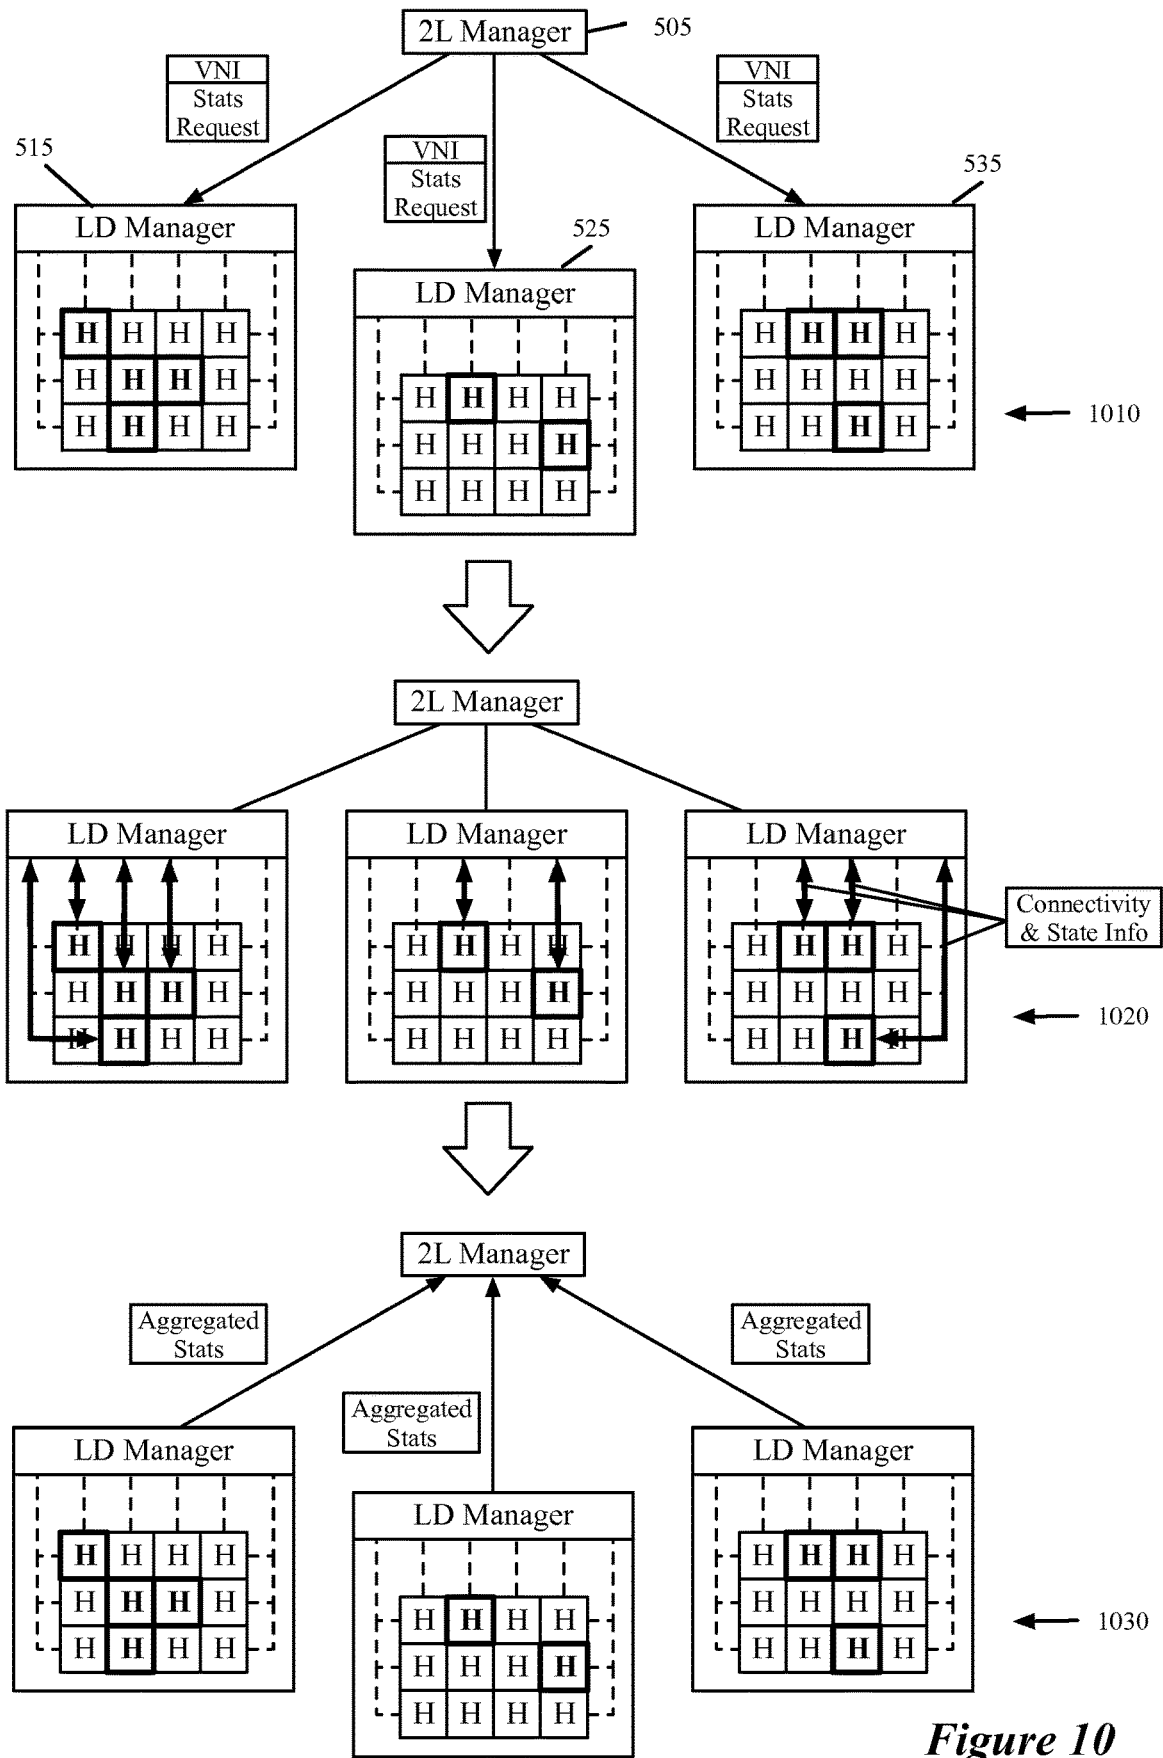 2L Manager 505
VNI
Stats
Request
VNI
Stats
Request
VNI
Stats
Request
515
LD Manager
H H H H
H H H H
H H H H
525
LD Manager
H H H H
H H H H
H H H H
535
LD Manager
H H H H
H H H H
H H H H
1010
2L Manager
LD Manager
H H H H
H H H H
H H H H
LD Manager
H H H H
H H H H
H H H H
LD Manager
H H H H
H H H H
H H H H
Connectivity
& State Info
1020
2L Manager
Aggregated
Stats
Aggregated
Stats
Aggregated
Stats
LD Manager
H H H H
H H H H
H H H H
LD Manager
H H H H
H H H H
H H H H
LD Manager
H H H H
H H H H
H H H H
1030
Figure 10